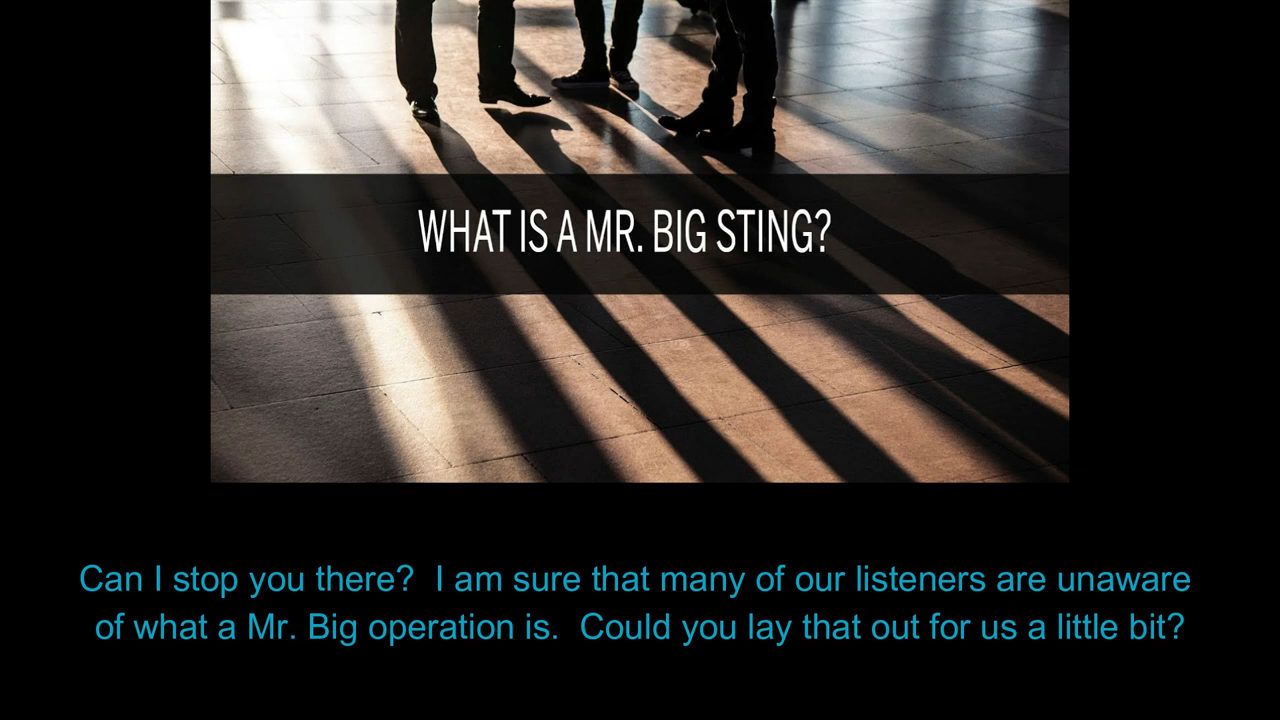 WHAT IS A MR. BIG STING?
Can I stop you there?  I am sure that many of our listeners are unaware
of what a Mr. Big operation is.  Could you lay that out for us a little bit?